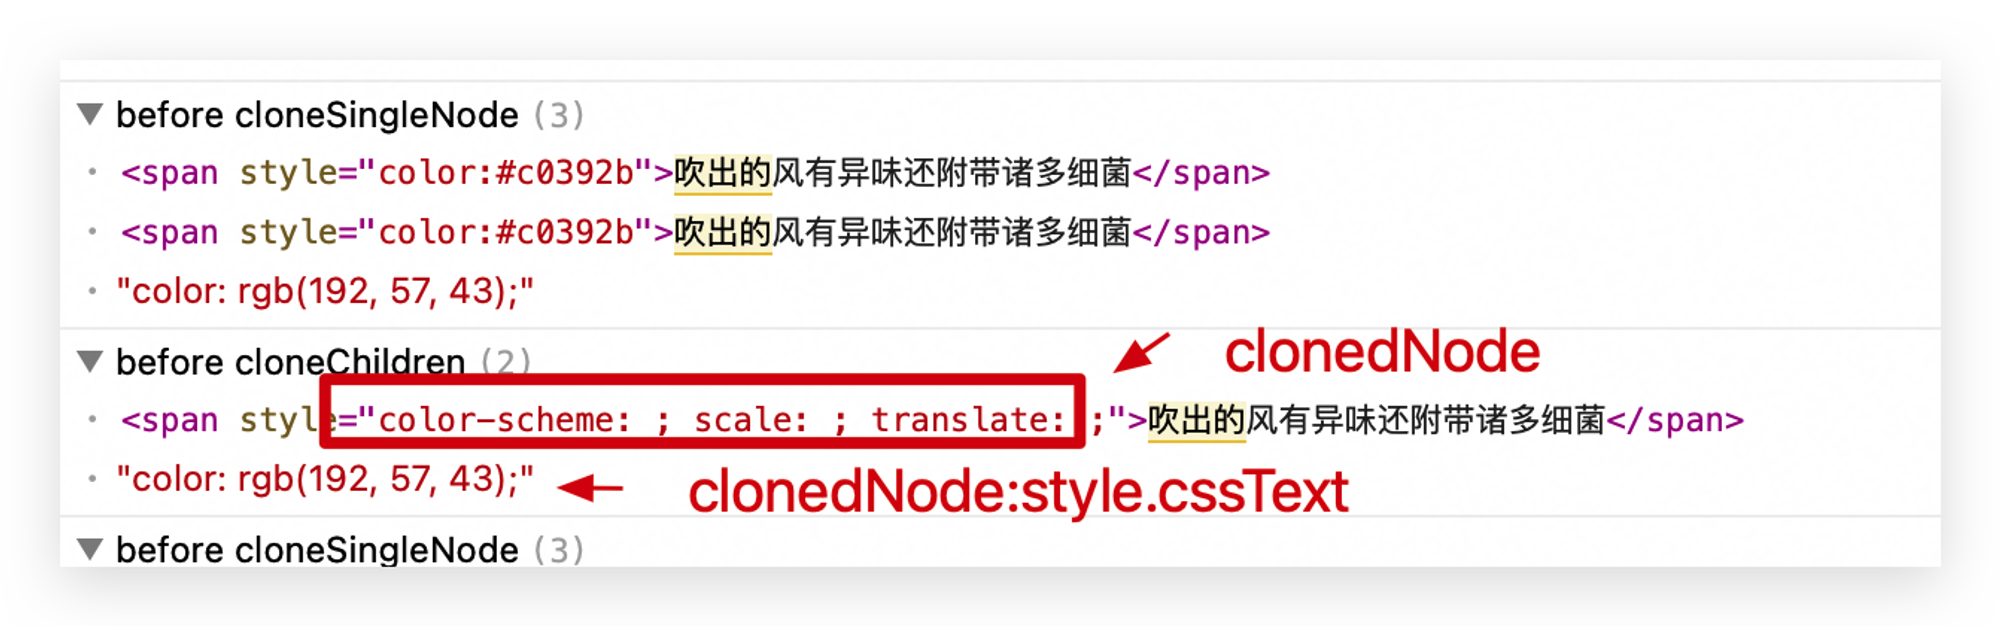 before cloneSingleNode (3)
<span style="color:#c0392b">吹出的风有异味还附带诸多细菌</span>
<span style="color:#c0392b">吹出的风有异味还附带诸多细菌</span>
"color: rgb(192, 57, 43);"
before cloneChildren (2)
clonedNode
<span style="color-scheme: ; scale: ; translate: ;">吹出的风有异味还附带诸多细菌</span>
"color: rgb(192, 57, 43);"
clonedNode:style.cssText
before cloneSingleNode (3)